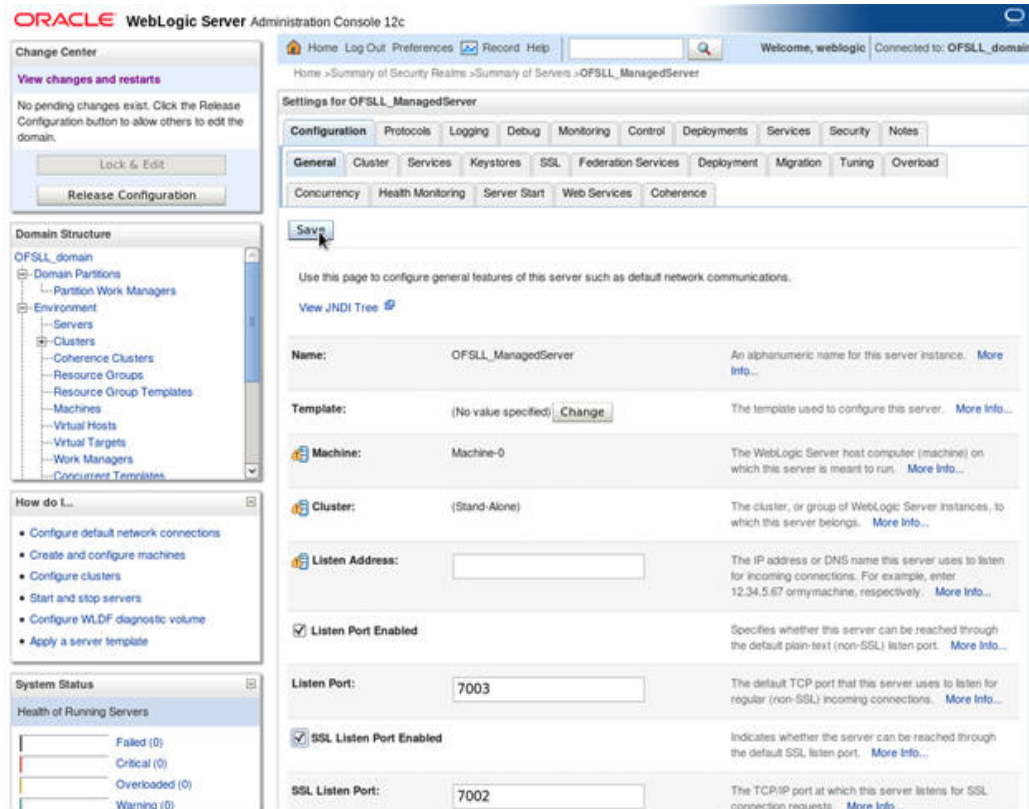 ORACLE WebLogic Server Administration Console 12c
Change Center
View changes and restarts
No pending changes exist. Click the Release
Configuration button to allow others to edit the
domain.
Lock & Edit
Release Configuration
Domain Structure
OFSLL_domain
Domain Partitions
Partition Work Managers
Environment
Servers
Clusters
Coherence Clusters
Resource Groups
Resource Group Templates
Machines
Virtual Hosts
Virtual Targets
Work Managers
Concurrent Templates
How do I...
Configure default network connections
Create and configure machines
Configure clusters
Start and stop servers
Configure WLDF diagnostic volume
Apply a server template
System Status
Health of Running Servers
Failed (0)
Critical (0)
Overloaded (0)
Warning (0)
Home Log Out Preferences Record Help
Welcome, weblogic Connected to: OFSLL_domain
Home >Summary of Security Realms >Summary of Servers >OFSLL_ManagedServer
Settings for OFSLL_ManagedServer
Configuration Protocols Logging Debug Monitoring Control Deployments Services Security Notes
General Cluster Services Keystores SSL Federation Services Deployment Migration Tuning Overload
Concurrency Health Monitoring Server Start Web Services Coherence
Save
Use this page to configure general features of this server such as default network communications.
View JNDI Tree
Name: OFSLL_ManagedServer An alphanumeric name for this server instance. More
Info...
Template: (No value specified) Change The template used to configure this server. More Info...
Machine: Machine-0 The WebLogic Server host computer (machine) on
which this server is meant to run. More Info...
Cluster: (Stand-Alone) The cluster, or group of WebLogic Server instances, to
which this server belongs. More Info...
Listen Address: The IP address or DNS name this server uses to listen
for incoming connections. For example, enter
12.34.5.67 ormymachine, respectively. More Info...
Listen Port Enabled Specifies whether this server can be reached through
the default plain-text (non-SSL) listen port. More Info...
Listen Port: 7003 The default TCP port that this server uses to listen for
regular (non-SSL) incoming connections. More Info...
SSL Listen Port Enabled Indicates whether the server can be reached through
the default SSL listen port. More Info...
SSL Listen Port: 7002 The TCP/IP port at which this server listens for SSL
connection requests. More Info...